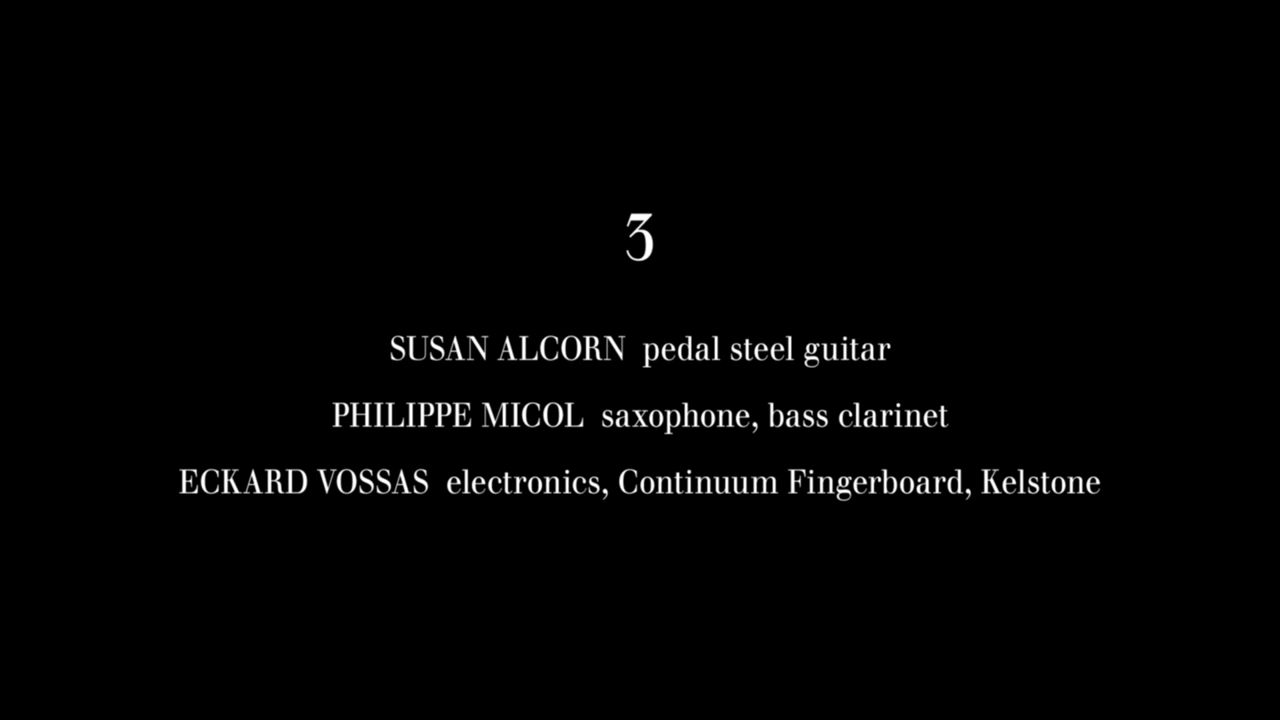 3
SUSAN ALCORN pedal steel guitar
PHILIPPE MICOL saxophone, bass clarinet
ECKARD VOSSAS electronics, Continuum Fingerboard, Kelstone